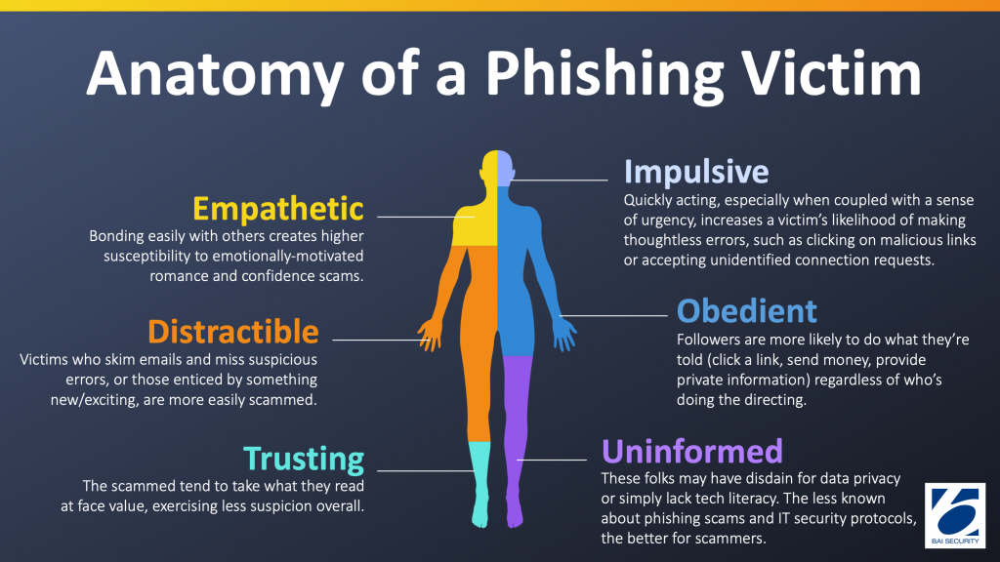 Anatomy of a Phishing Victim
Empathetic
Bonding easily with others creates higher
susceptibility to emotionally-motivated
romance and confidence scams.
Distractible
Victims who skim emails and miss suspicious
errors, or those enticed by something
new/exciting, are more easily scammed.
Trusting
The scammed tend to take what they read
at face value, exercising less suspicion overall.
Impulsive
Quickly acting, especially when coupled with a sense
of urgency, increases a victim's likelihood of making
thoughtless errors, such as clicking on malicious links
or accepting unidentified connection requests.
Obedient
Followers are more likely to do what they're
told (click a link, send money, provide
private information) regardless of who's
doing the directing.
Uninformed
These folks may have disdain for data privacy
or simply lack tech literacy. The less known
about phishing scams and IT security protocols,
the better for scammers.
BAI SECURITY